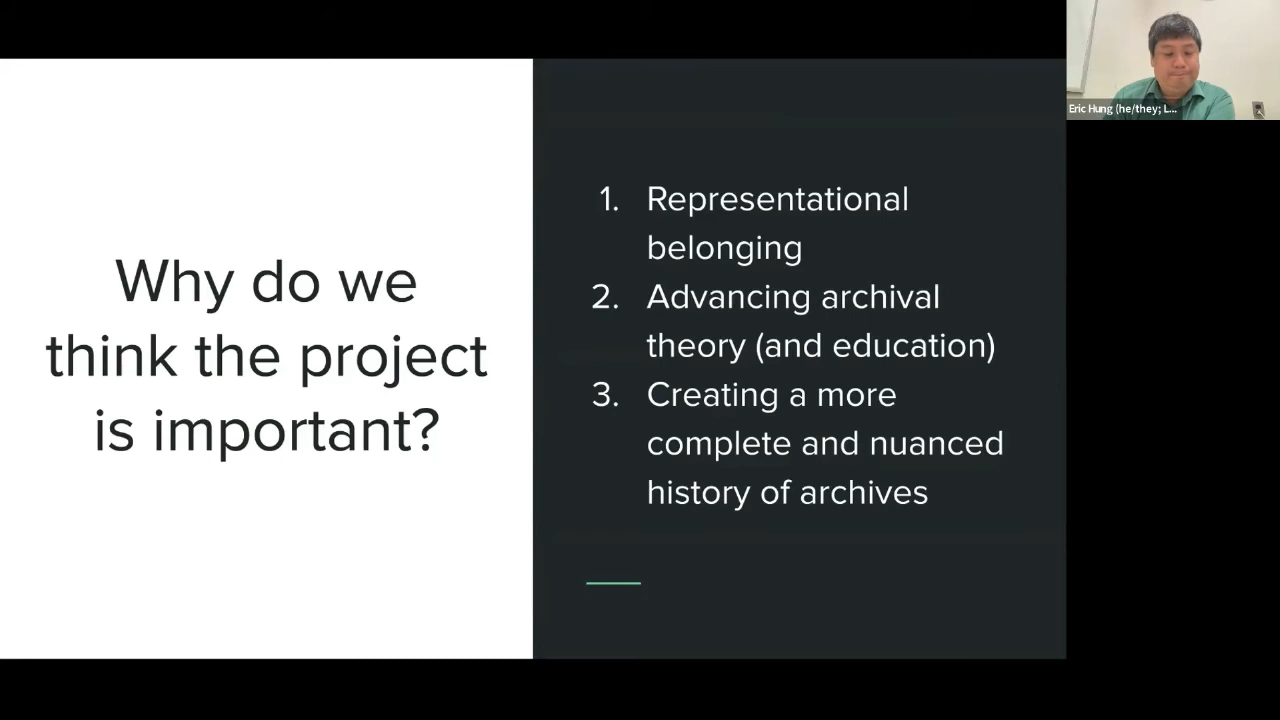 Why do we
think the project
is important?
1. Representational
belonging
2. Advancing archival
theory (and education)
3. Creating a more
complete and nuanced
history of archives
Eric Hung (he/they; L...